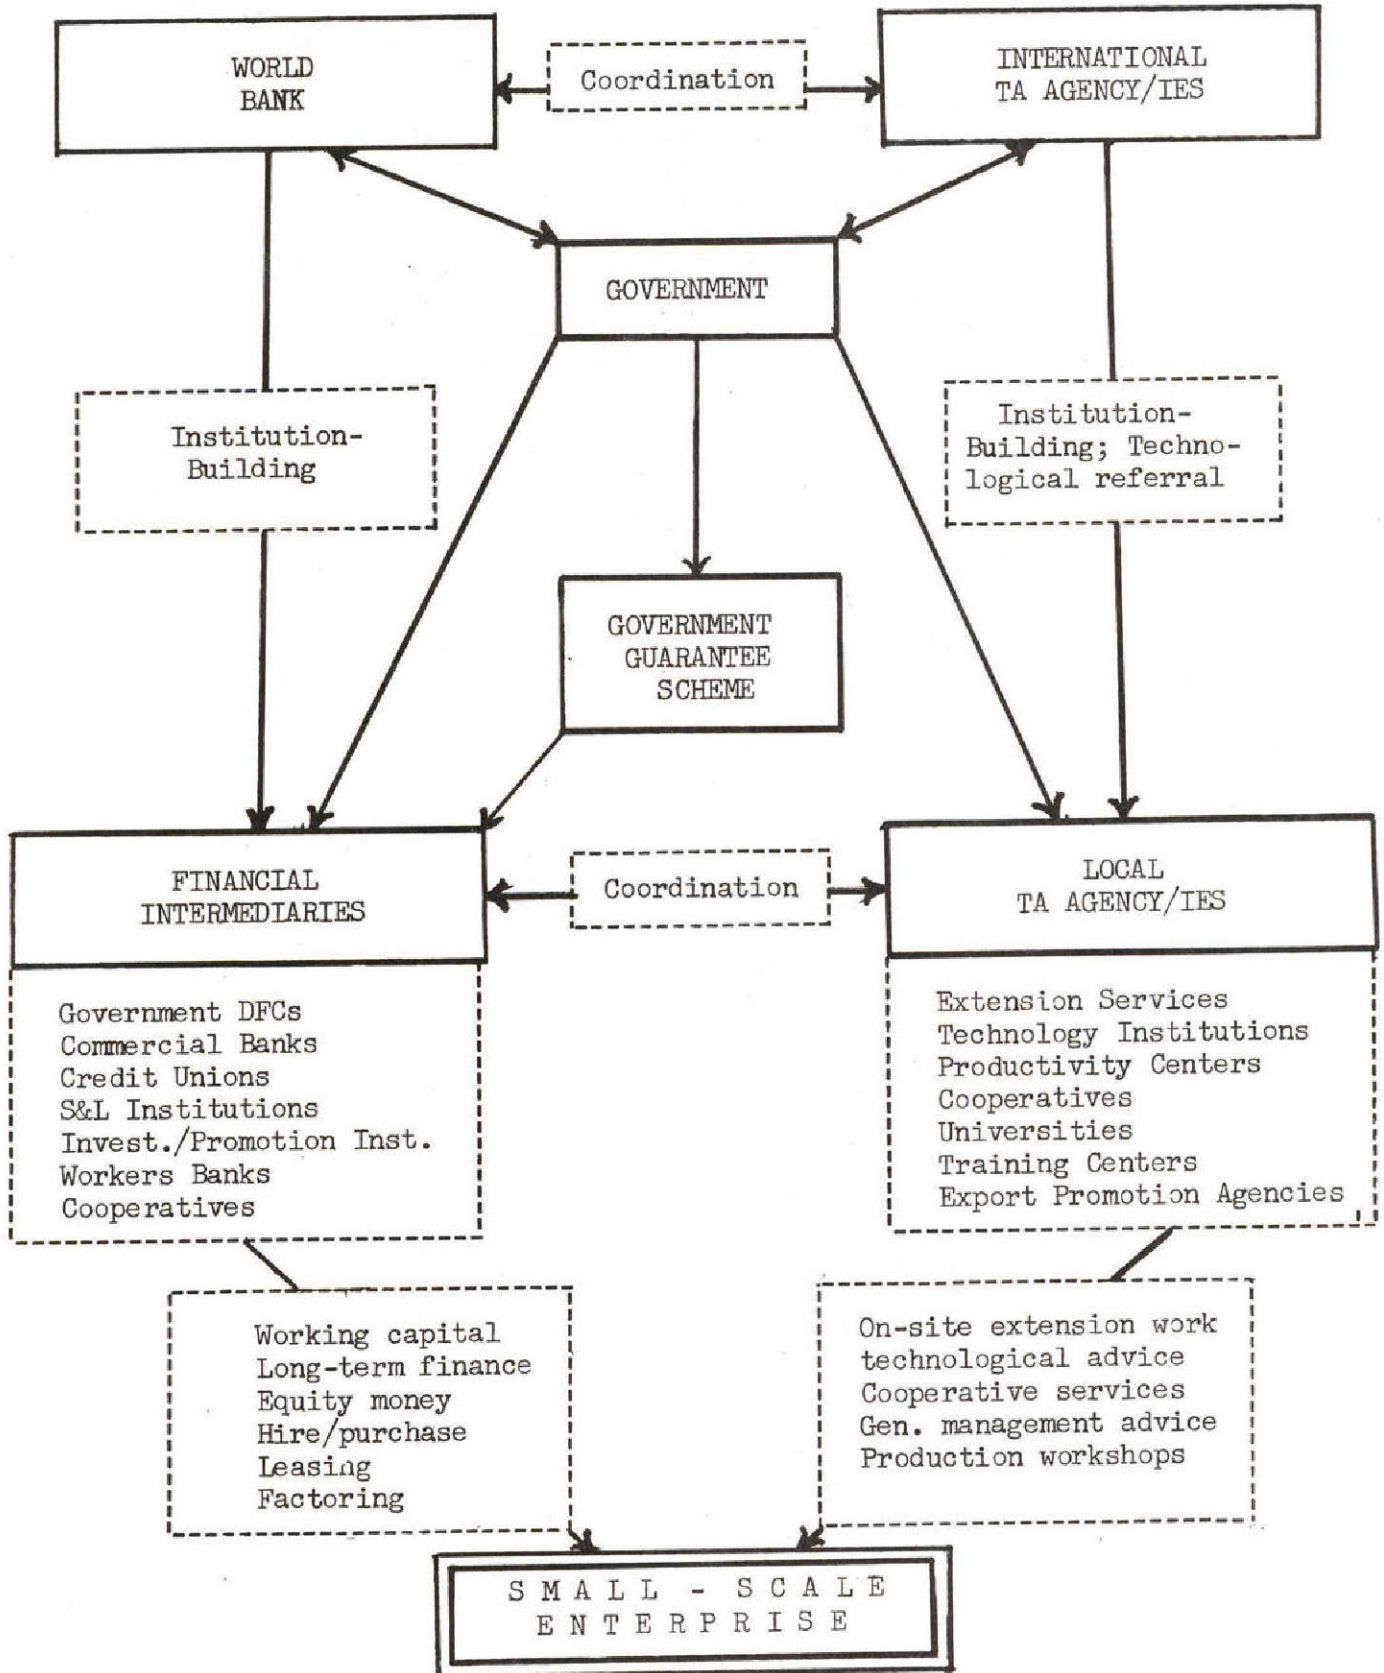 WORLD
BANK
Coordination
INTERNATIONAL
TA AGENCY/IES
GOVERNMENT
Institution-
Building
Institution-
Building; Techno-
logical referral
GOVERNMENT
GUARANTEE
SCHEME
FINANCIAL
INTERMEDIARIES
Coordination
LOCAL
TA AGENCY/IES
Government DFCs
Commercial Banks
Credit Unions
S&L Institutions
Invest./Promotion Inst.
Workers Banks
Cooperatives
Extension Services
Technology Institutions
Productivity Centers
Cooperatives
Universities
Training Centers
Export Promotion Agencies
Working capital
Long-term finance
Equity money
Hire/purchase
Leasing
Factoring
On-site extension work
technological advice
Cooperative services
Gen. management advice
Production workshops
SMALL - SCALE
ENTERPRISE